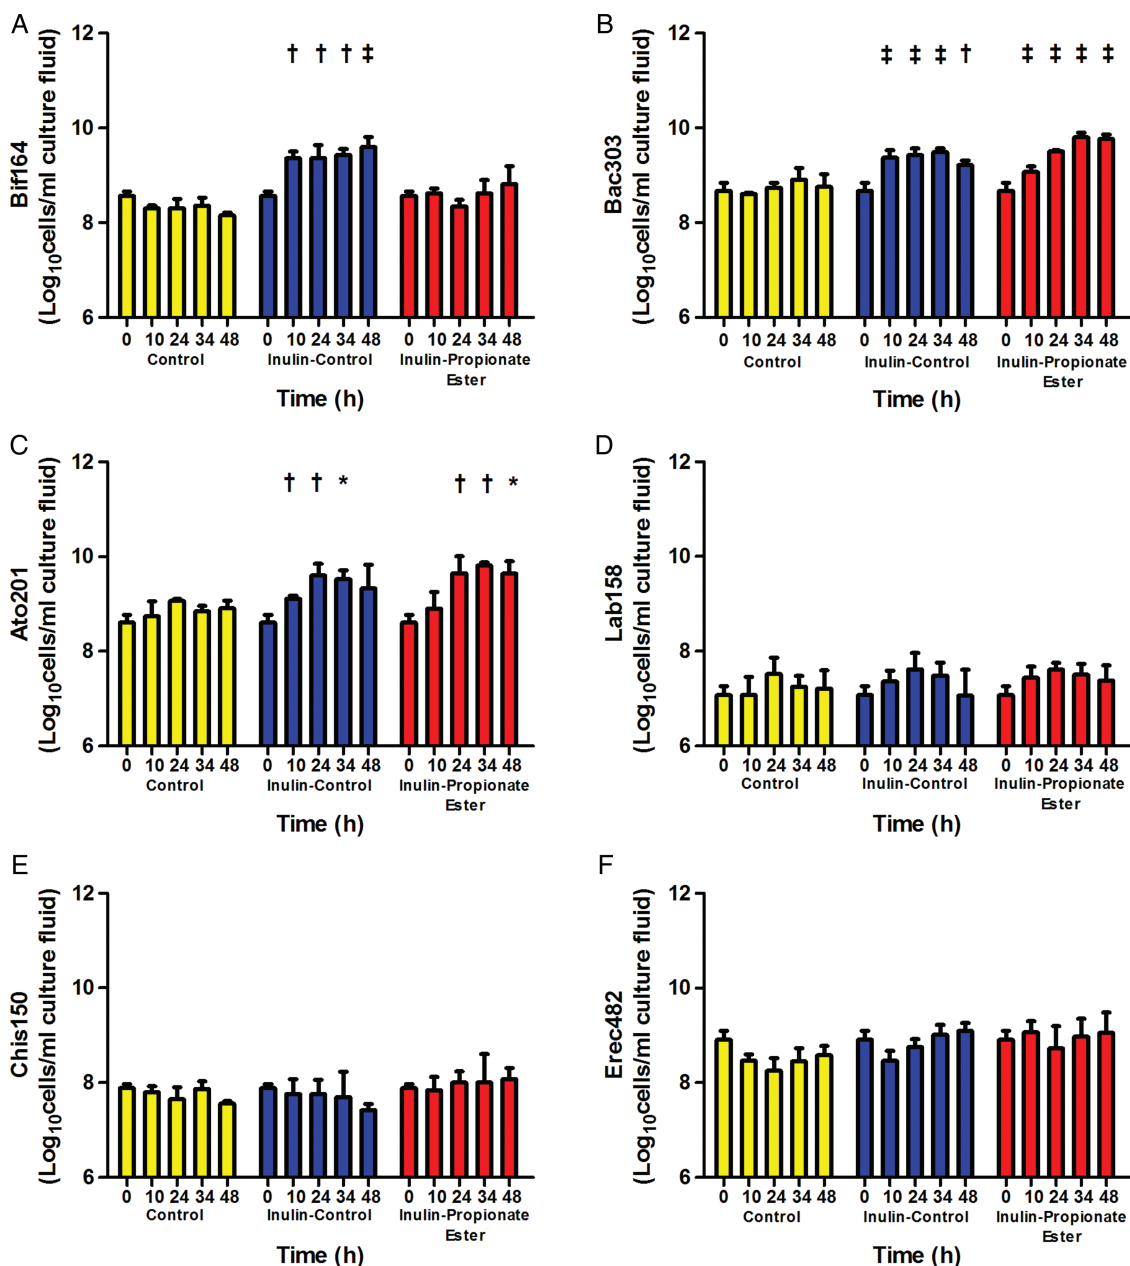 A
Bif164
(Log10cells/ml culture fluid)
12
10
8
6
† † † ‡
0 10 24 34 48 0 10 24 34 48 0 10 24 34 48
Control Inulin-Control Inulin-Propionate
Ester
Time (h)
B
Bac303
(Log10cells/ml culture fluid)
12
10
8
6
‡ ‡ ‡ † ‡ ‡ ‡ ‡
0 10 24 34 48 0 10 24 34 48 0 10 24 34 48
Control Inulin-Control Inulin-Propionate
Ester
Time (h)
C
Ato201
(Log10cells/ml culture fluid)
12
10
8
6
† † * † † *
0 10 24 34 48 0 10 24 34 48 0 10 24 34 48
Control Inulin-Control Inulin-Propionate
Ester
Time (h)
D
Lab158
(Log10cells/ml culture fluid)
12
10
8
6
0 10 24 34 48 0 10 24 34 48 0 10 24 34 48
Control Inulin-Control Inulin-Propionate
Ester
Time (h)
E
Chis150
(Log10cells/ml culture fluid)
12
10
8
6
0 10 24 34 48 0 10 24 34 48 0 10 24 34 48
Control Inulin-Control Inulin-Propionate
Ester
Time (h)
F
Erec482
(Log10cells/ml culture fluid)
12
10
8
6
0 10 24 34 48 0 10 24 34 48 0 10 24 34 48
Control Inulin-Control Inulin-Propionate
Ester
Time (h)